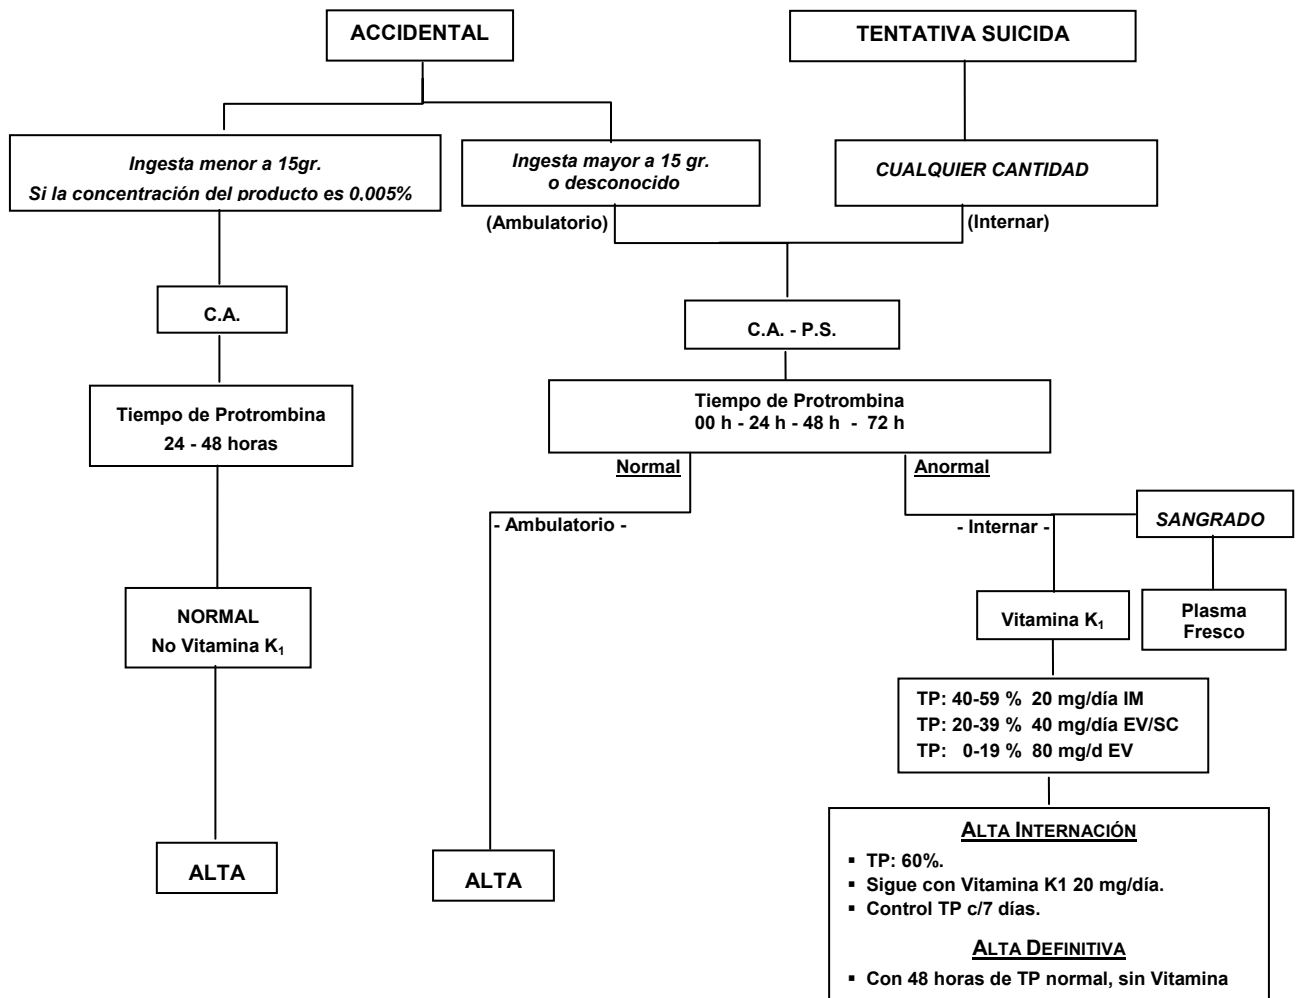 ACCIDENTAL
TENTATIVA SUICIDA
Ingesta menor a 15gr.
Si la concentración del producto es 0,005%
Ingesta mayor a 15 gr.
o desconocido
CUALQUIER CANTIDAD
(Ambulatorio)
(Internar)
C.A.
C.A. - P.S.
Tiempo de Protrombina
24 - 48 horas
Tiempo de Protrombina
00 h - 24 h - 48 h - 72 h
Normal
Anormal
- Ambulatorio -
- Internar -
SANGRADO
NORMAL
No Vitamina K₁
Vitamina K₁
Plasma
Fresco
TP: 40-59 % 20 mg/día IM
TP: 20-39 % 40 mg/día EV/SC
TP: 0-19 % 80 mg/d EV
ALTA
ALTA
ALTA INTERNACIÓN
▪ TP: 60%.
▪ Sigue con Vitamina K1 20 mg/día.
▪ Control TP c/7 días.
ALTA DEFINITIVA
▪ Con 48 horas de TP normal, sin Vitamina